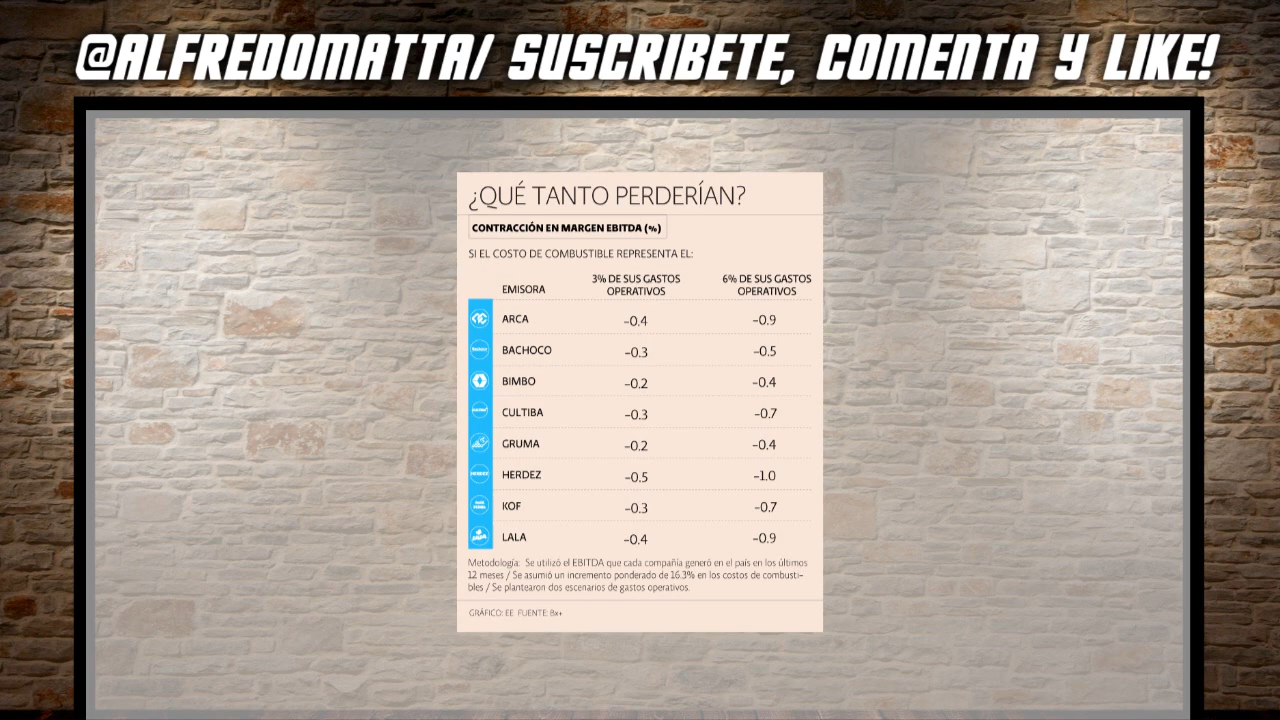 @ALFREDOMATTA/ SUSCRIBETE, COMENTA Y LIKE!
¿QUÉ TANTO PERDERÍAN?
CONTRACCIÓN EN MARGEN EBITDA (%)
SI EL COSTO DE COMBUSTIBLE REPRESENTA EL:
EMISORA 3% DE SUS GASTOS OPERATIVOS 6% DE SUS GASTOS OPERATIVOS
ARCA -0.4 -0.9
BACHOCO -0.3 -0.5
BIMBO -0.2 -0.4
CULTIBA -0.3 -0.7
GRUMA -0.2 -0.4
HERDEZ -0.5 -1.0
KOF -0.3 -0.7
LALA -0.4 -0.9
Metodología: Se utilizó el EBITDA que cada compañía generó en el país en los últimos
12 meses / Se asumió un incremento ponderado de 16.3% en los costos de combusti-
bles / Se plantearon dos escenarios de gastos operativos.
GRÁFICO: EE FUENTE: Bx+